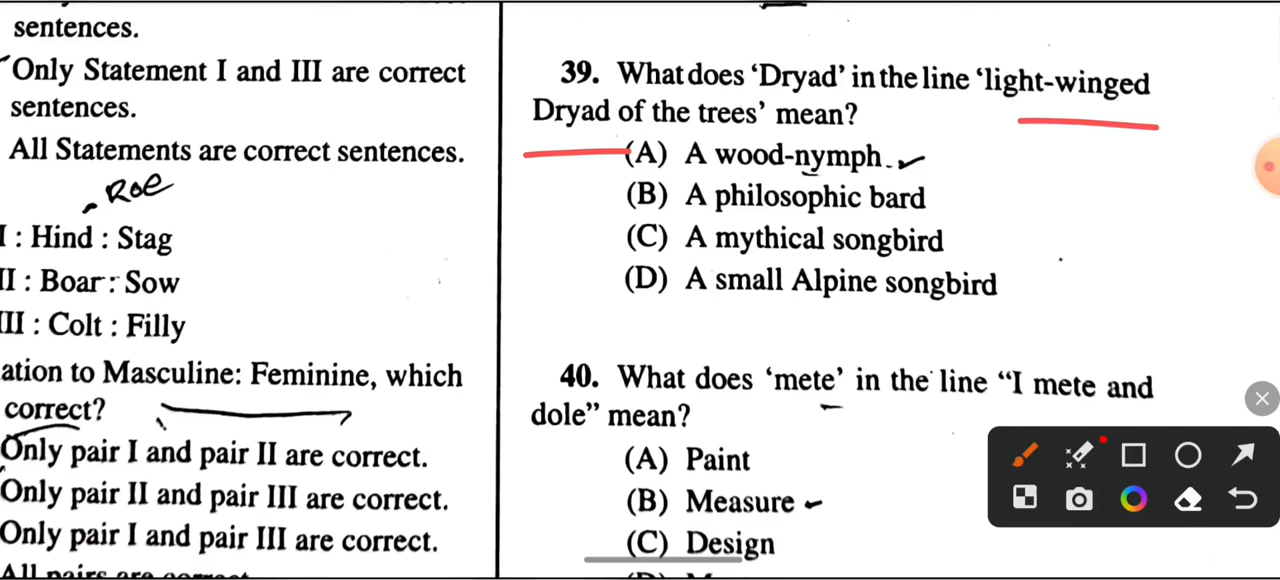 sentences.
Only Statement I and III are correct
sentences.
All Statements are correct sentences.
Roe
I : Hind : Stag
II : Boar : Sow
III : Colt : Filly
ation to Masculine: Feminine, which
correct?
Only pair I and pair II are correct.
Only pair II and pair III are correct.
Only pair I and pair III are correct.
All pairs are
39. What does ‘Dryad’ in the line ‘light-winged
Dryad of the trees’ mean?
(A) A wood-nymph
(B) A philosophic bard
(C) A mythical songbird
(D) A small Alpine songbird
40. What does ‘mete’ in the line “I mete and
dole” mean?
(A) Paint
(B) Measure
(C) Design